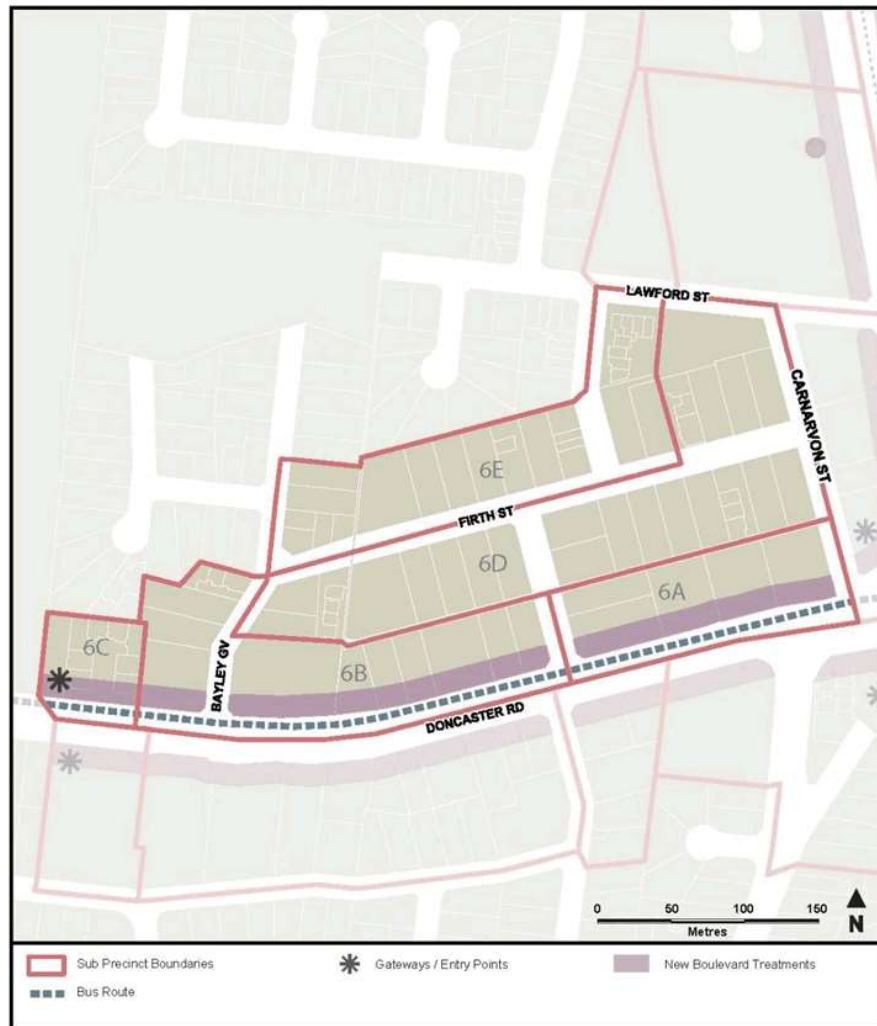 LAWFORD ST
CARNARVON ST
6E
FIRTH ST
6D
6A
6C
BAYLEY GV
6B
DONCASTER RD
0 50 100 150
Metres
N
Sub Precinct Boundaries
Gateways / Entry Points
New Boulevard Treatments
Bus Route